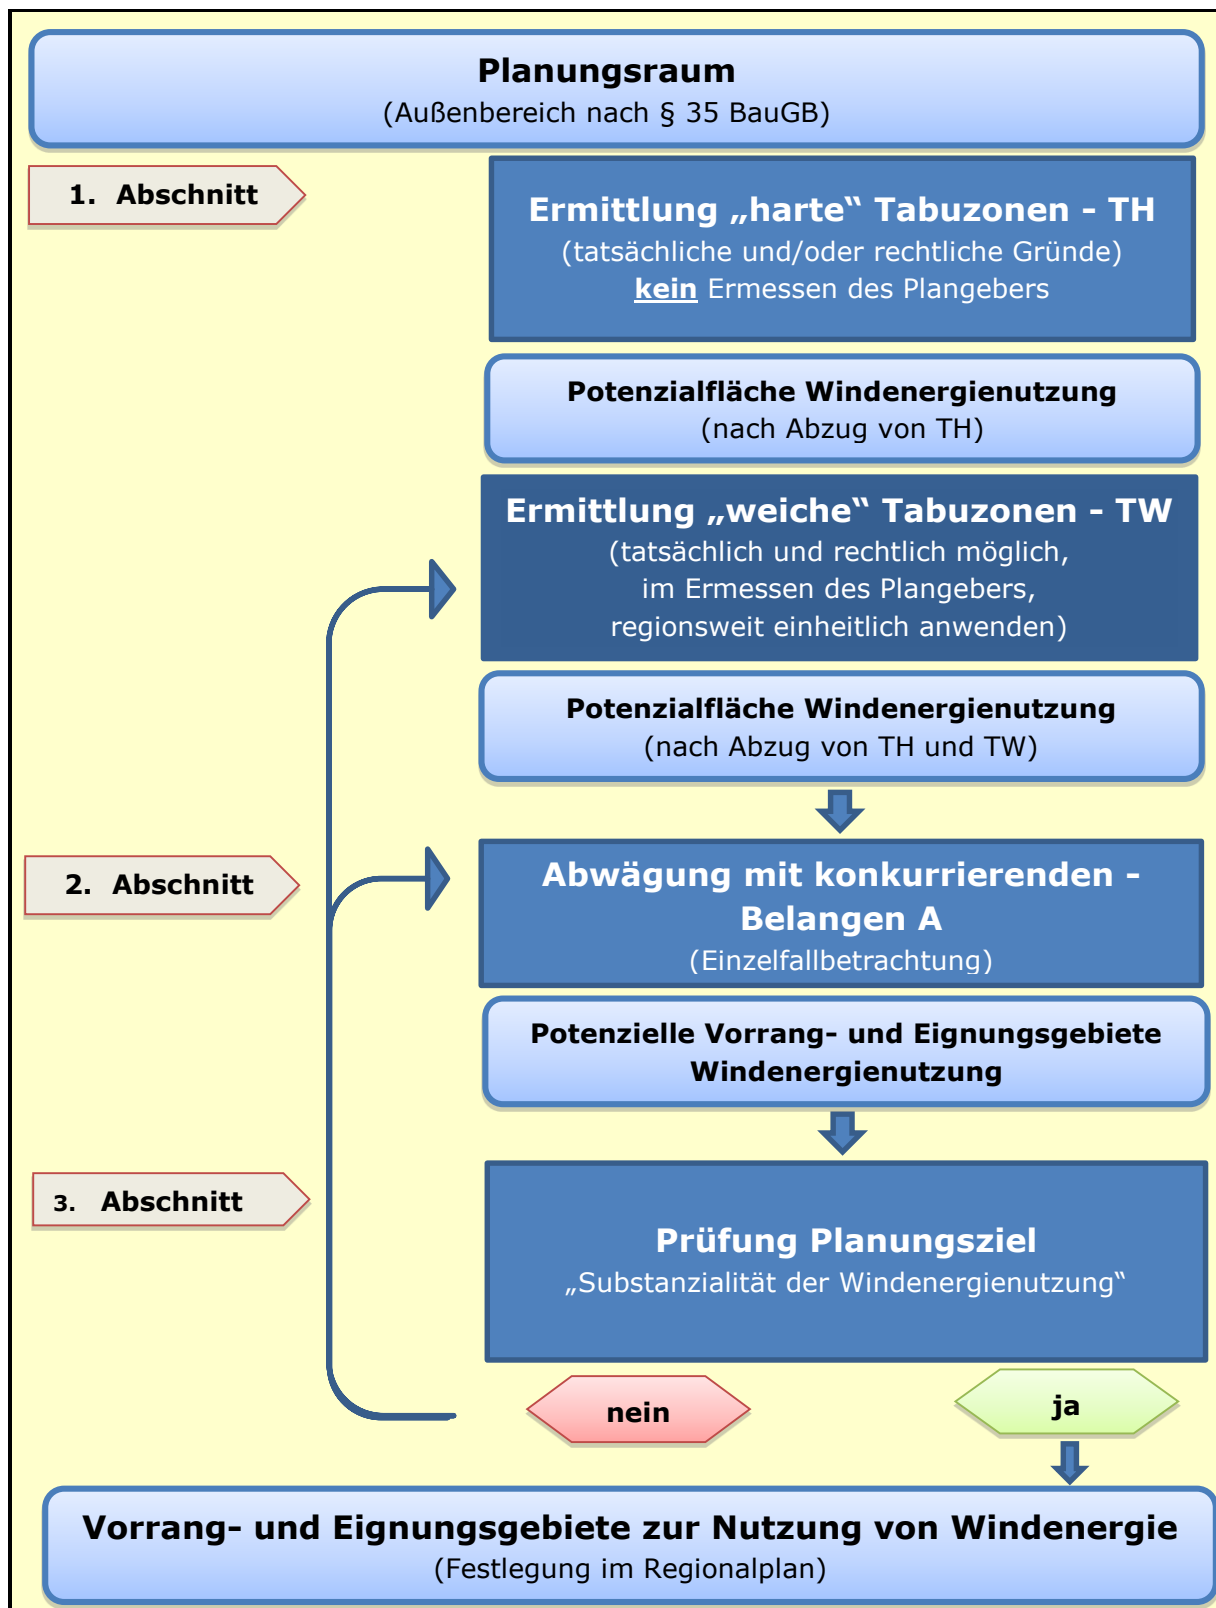 Planungsraum
(Außenbereich nach § 35 BauGB)
1. Abschnitt
Ermittlung „harte“ Tabuzonen - TH
(tatsächliche und/oder rechtliche Gründe)
kein Ermessen des Plangebers
Potenzialfläche Windenergienutzung
(nach Abzug von TH)
Ermittlung „weiche“ Tabuzonen - TW
(tatsächlich und rechtlich möglich,
im Ermessen des Plangebers,
regionsweit einheitlich anwenden)
Potenzialfläche Windenergienutzung
(nach Abzug von TH und TW)
2. Abschnitt
Abwägung mit konkurrierenden -
Belangen A
(Einzelfallbetrachtung)
Potenzielle Vorrang- und Eignungsgebiete
Windenergienutzung
3. Abschnitt
Prüfung Planungsziel
„Substanzialität der Windenergienutzung“
nein
ja
Vorrang- und Eignungsgebiete zur Nutzung von Windenergie
(Festlegung im Regionalplan)